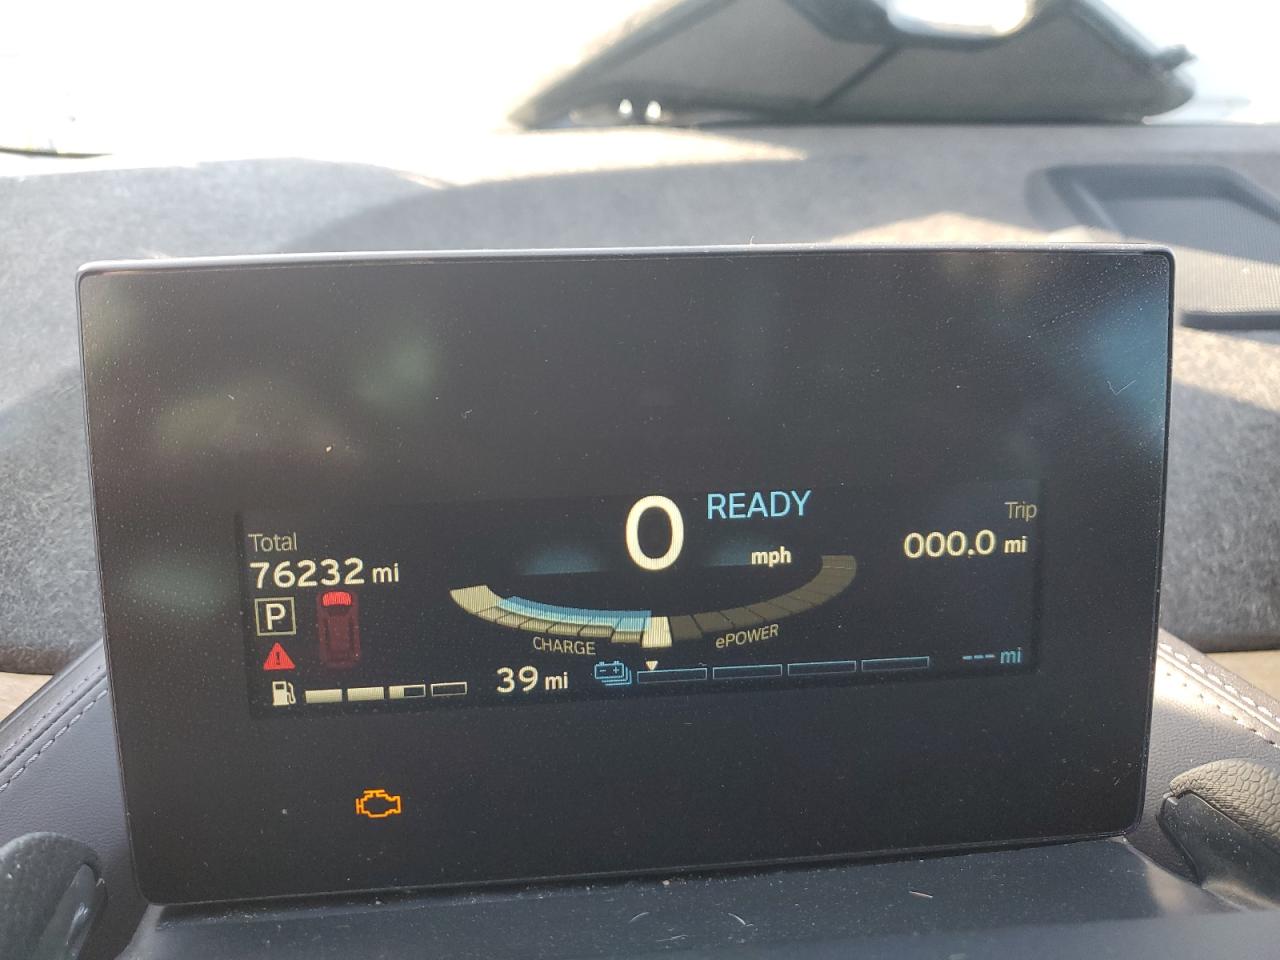 READY
0
mph
Trip
000.0 mi
Total
76232 mi
P
CHARGE
ePOWER
39 mi
--- mi